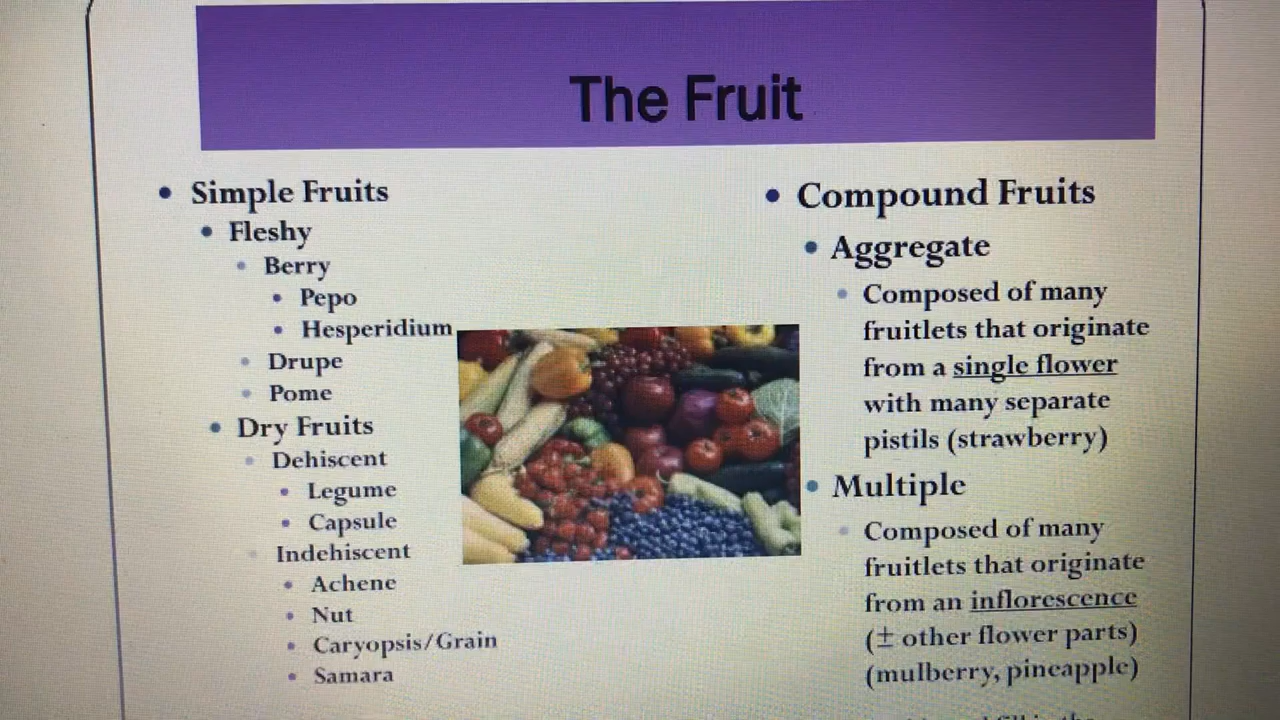 The Fruit
Simple Fruits
Fleshy
Berry
Pepo
Hesperidium
Drupe
Pome
Dry Fruits
Dehiscent
Legume
Capsule
Indehiscent
Achene
Nut
Caryopsis/Grain
Samara
Compound Fruits
Aggregate
Composed of many
fruitlets that originate
from a single flower
with many separate
pistils (strawberry)
Multiple
Composed of many
fruitlets that originate
from an inflorescence
(± other flower parts)
(mulberry, pineapple)